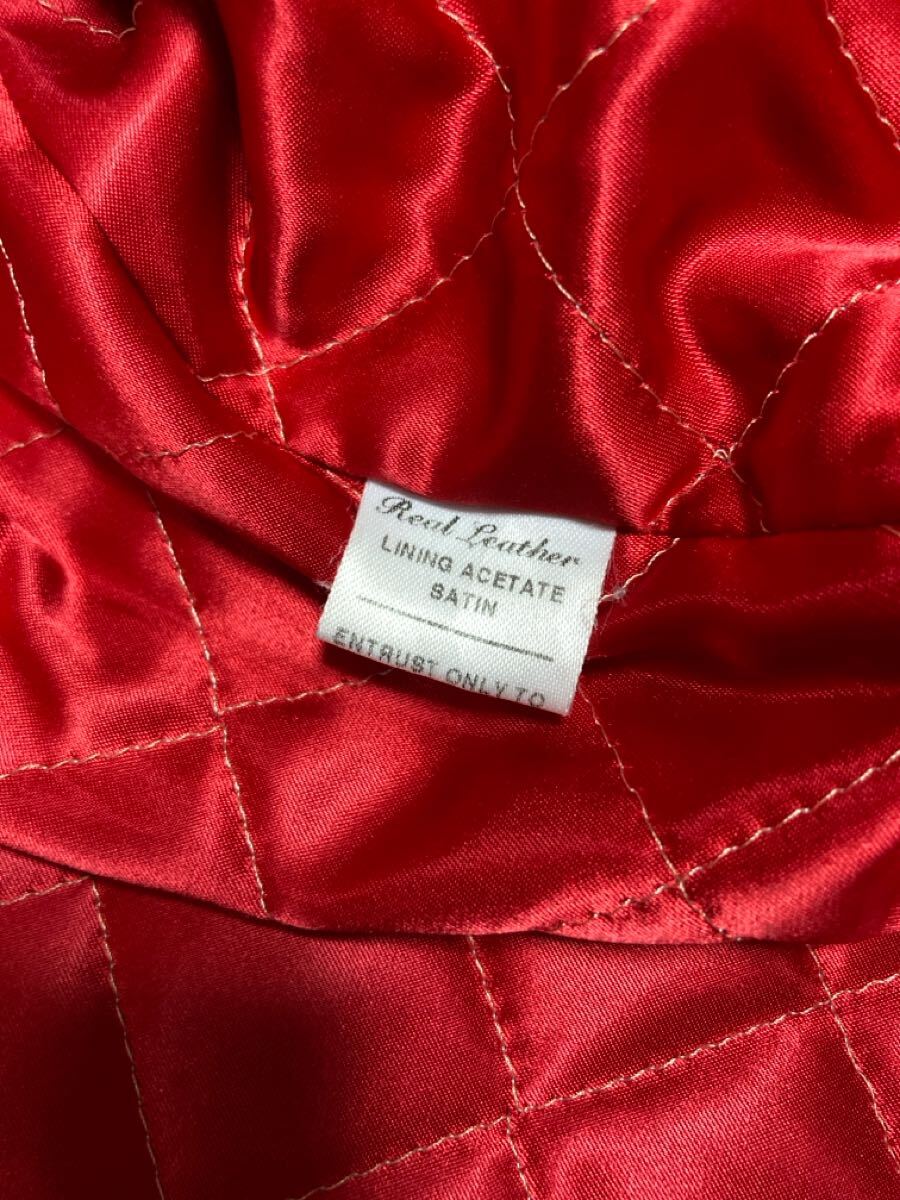 Real Leather
LINING ACETATE
SATIN
ENTRUST ONLY TO